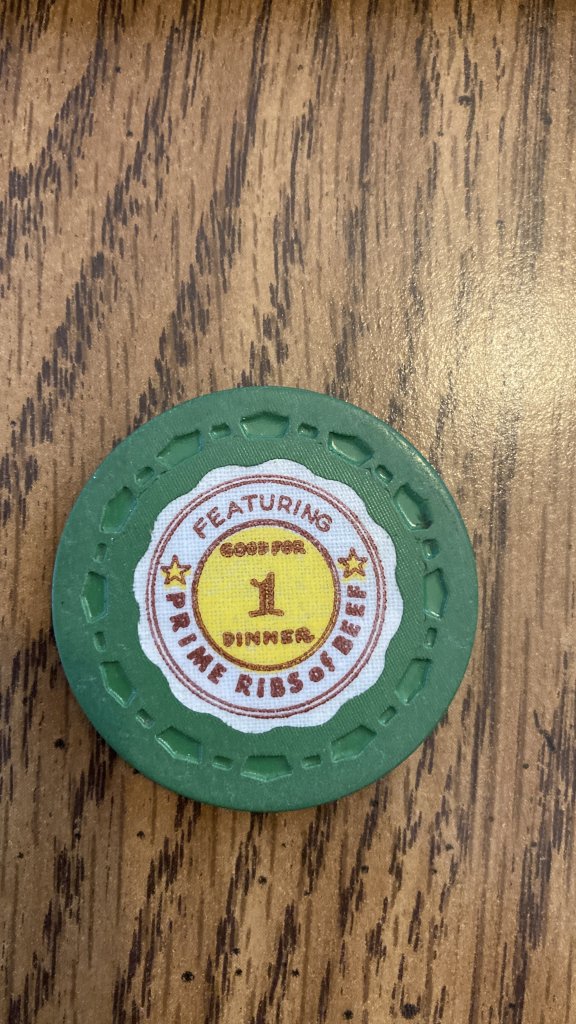 FEATURING
GOOD FOR
1
DINNER
PRIME RIBS of BEEF